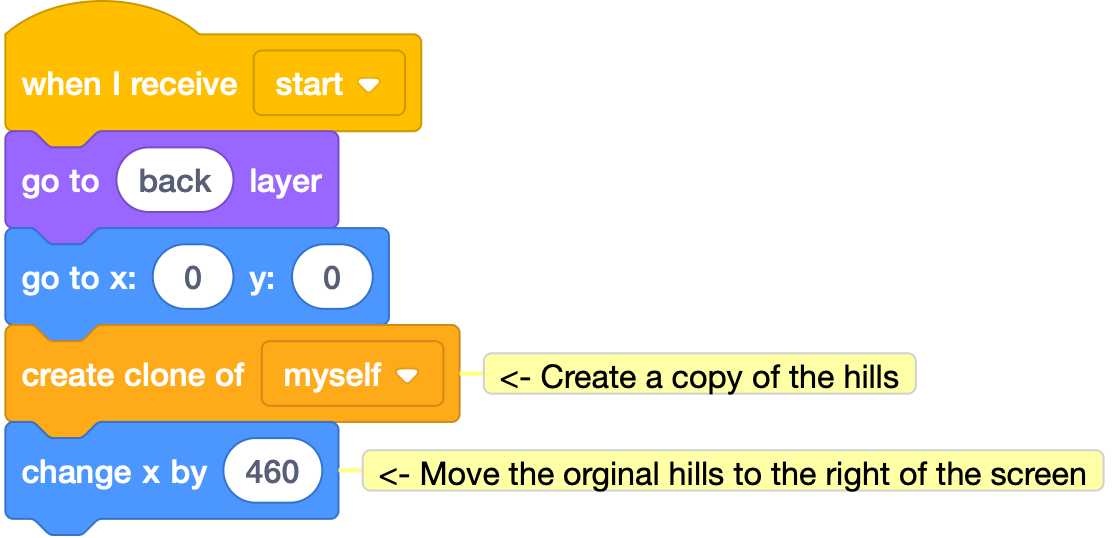 when I receive start
go to back layer
go to x: 0 y: 0
create clone of myself <- Create a copy of the hills
change x by 460 <- Move the orginal hills to the right of the screen